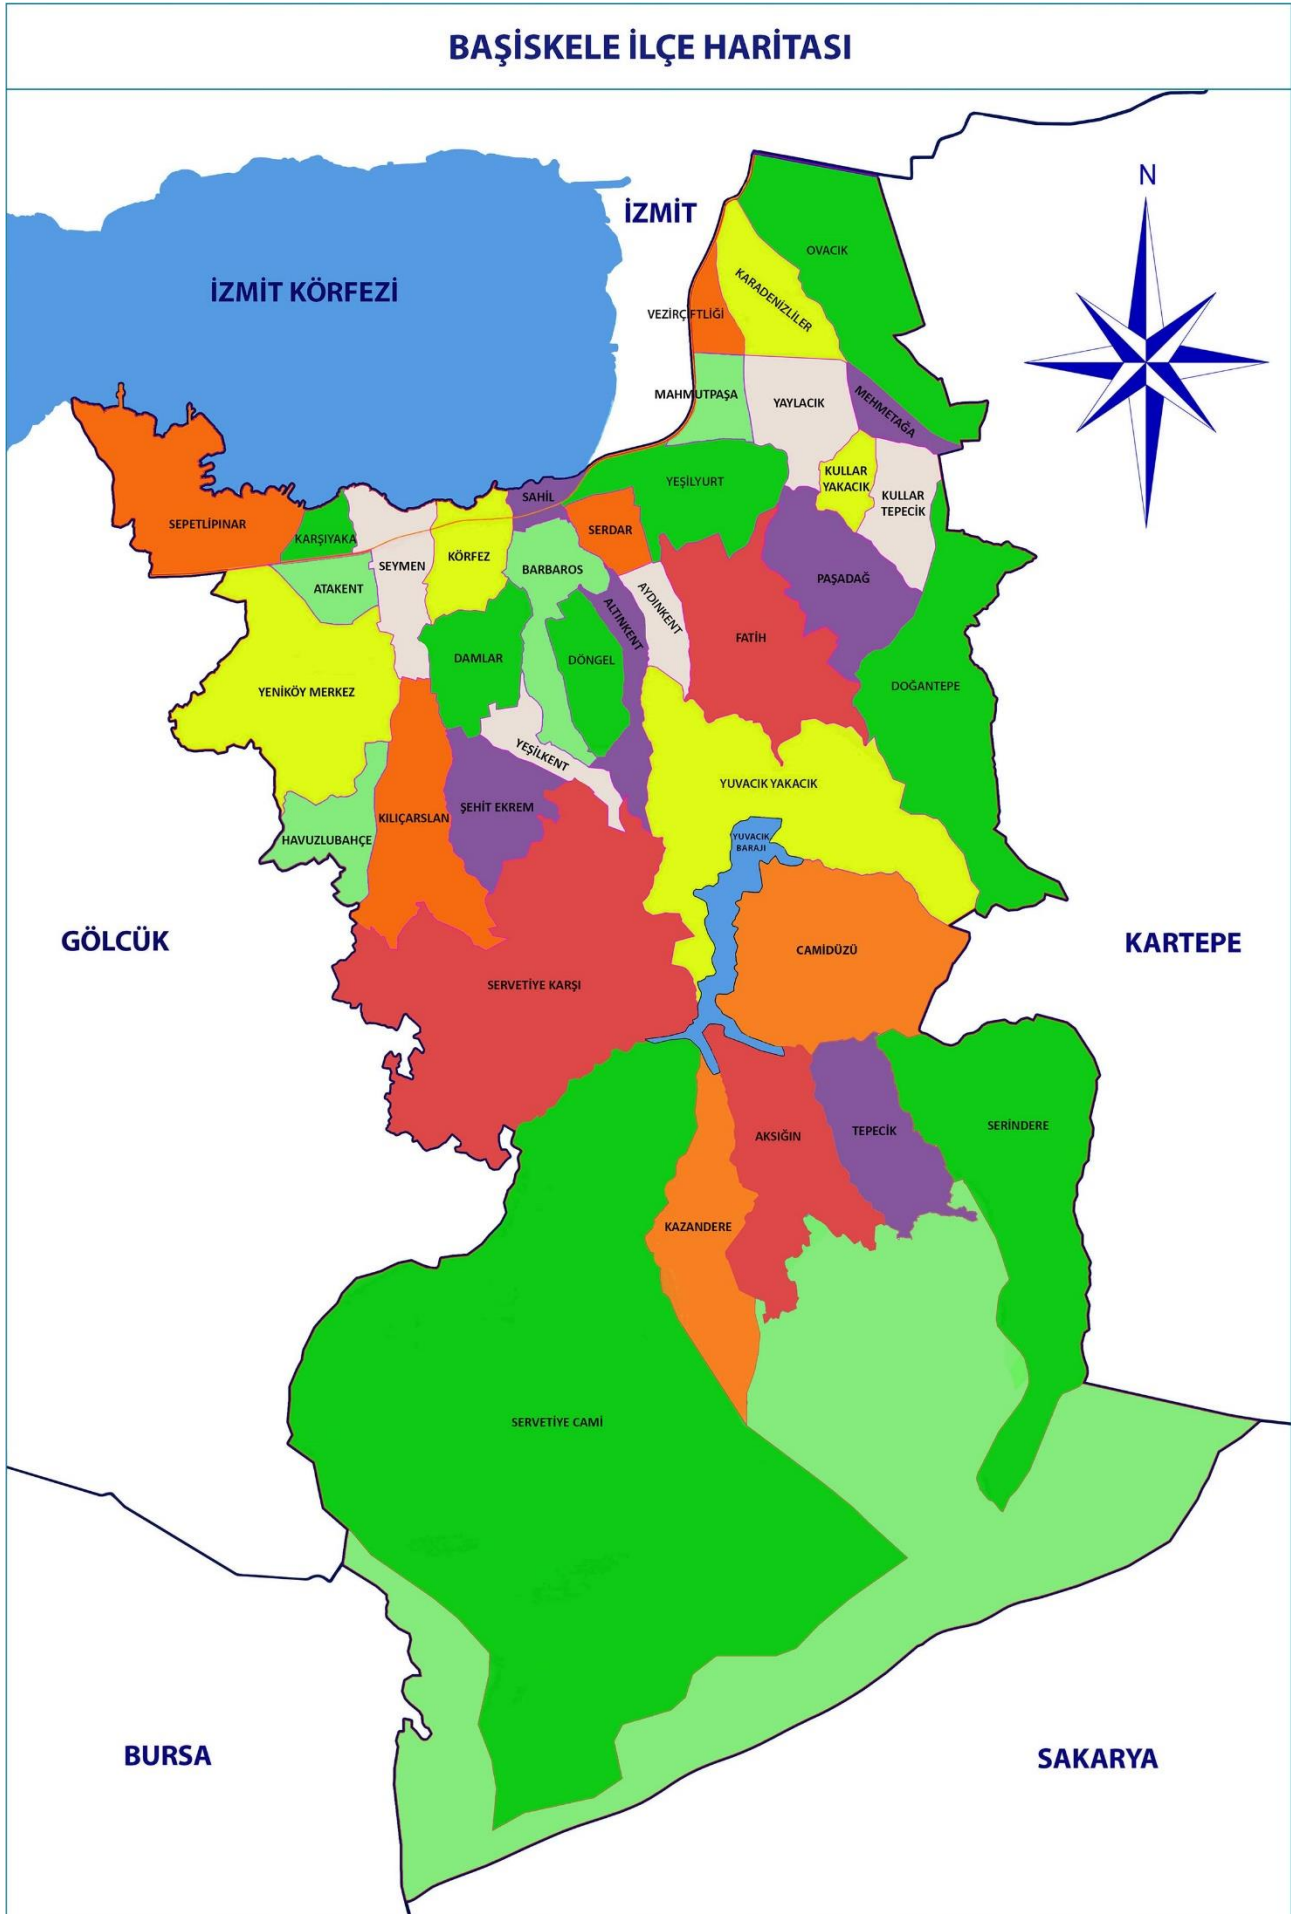 BAŞİSKELE İLÇE HARİTASI
N
İZMİT
OVACIK
İZMİT KÖRFEZİ
KARADENİZLİLER
VEZİRÇİFTLİĞİ
MAHMUTPAŞA
YAYLACIK
MEHMETAĞA
KULLAR
YAKACIK
YEŞİLYURT
KULLAR
TEPECİK
SAHİL
SEPETLİPINAR
SERDAR
KARŞIYAKA
KÖRFEZ
SEYMEN
BARBAROS
PAŞADAĞ
ATAKENT
AYDINKENT
ALTINKENT
FATİH
DAMLAR
DÖNGEL
DOĞANTEPE
YENİKÖY MERKEZ
YEŞİLKENT
YUVACIK YAKACIK
ŞEHİT EKREM
KILIÇARSLAN
HAVUZLUBAHÇE
YUVACIK
BARAJI
GÖLCÜK
KARTEPE
CAMİDÜZÜ
SERVETİYE KARŞI
SERİNDERE
TEPECİK
AKSIĞIN
KAZANDERE
SERVETİYE CAMİ
BURSA
SAKARYA